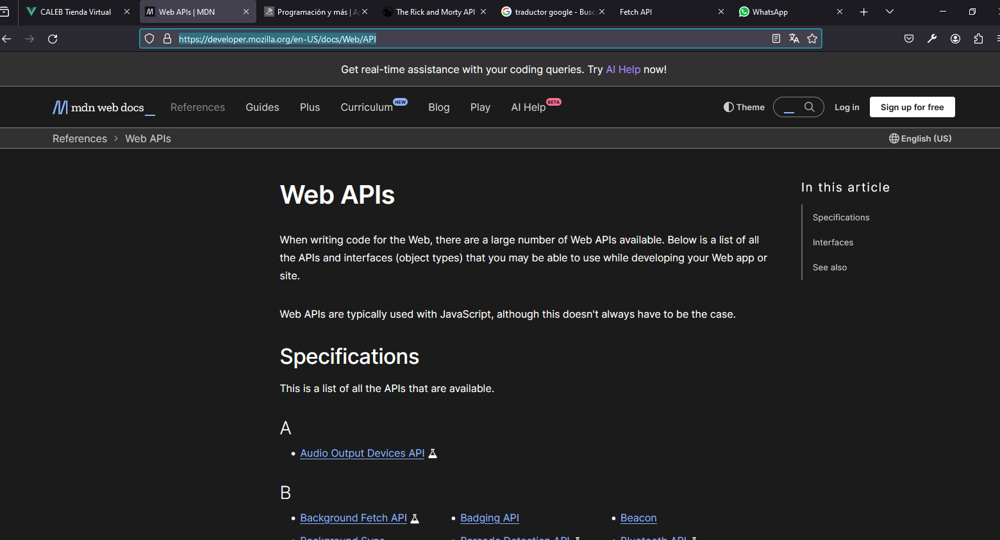 CALEB Tienda Virtual
Web APIs | MDN
Programación y más | A
The Rick and Morty API
traductor google - Busc
Fetch API
WhatsApp
https://developer.mozilla.org/en-US/docs/Web/API
Get real-time assistance with your coding queries. Try AI Help now!
mdn web docs_
References
Guides
Plus
Curriculum NEW
Blog
Play
AI Help BETA
Theme
Log in
Sign up for free
References > Web APIs
English (US)
Web APIs
When writing code for the Web, there are a large number of Web APIs available. Below is a list of all
the APIs and interfaces (object types) that you may be able to use while developing your Web app or
site.
Web APIs are typically used with JavaScript, although this doesn't always have to be the case.
Specifications
This is a list of all the APIs that are available.
A
• Audio Output Devices API
B
• Background Fetch API
• Badging API
• Beacon
Background Sync
Barcode Detection API
Bluetooth API
In this article
Specifications
Interfaces
See also